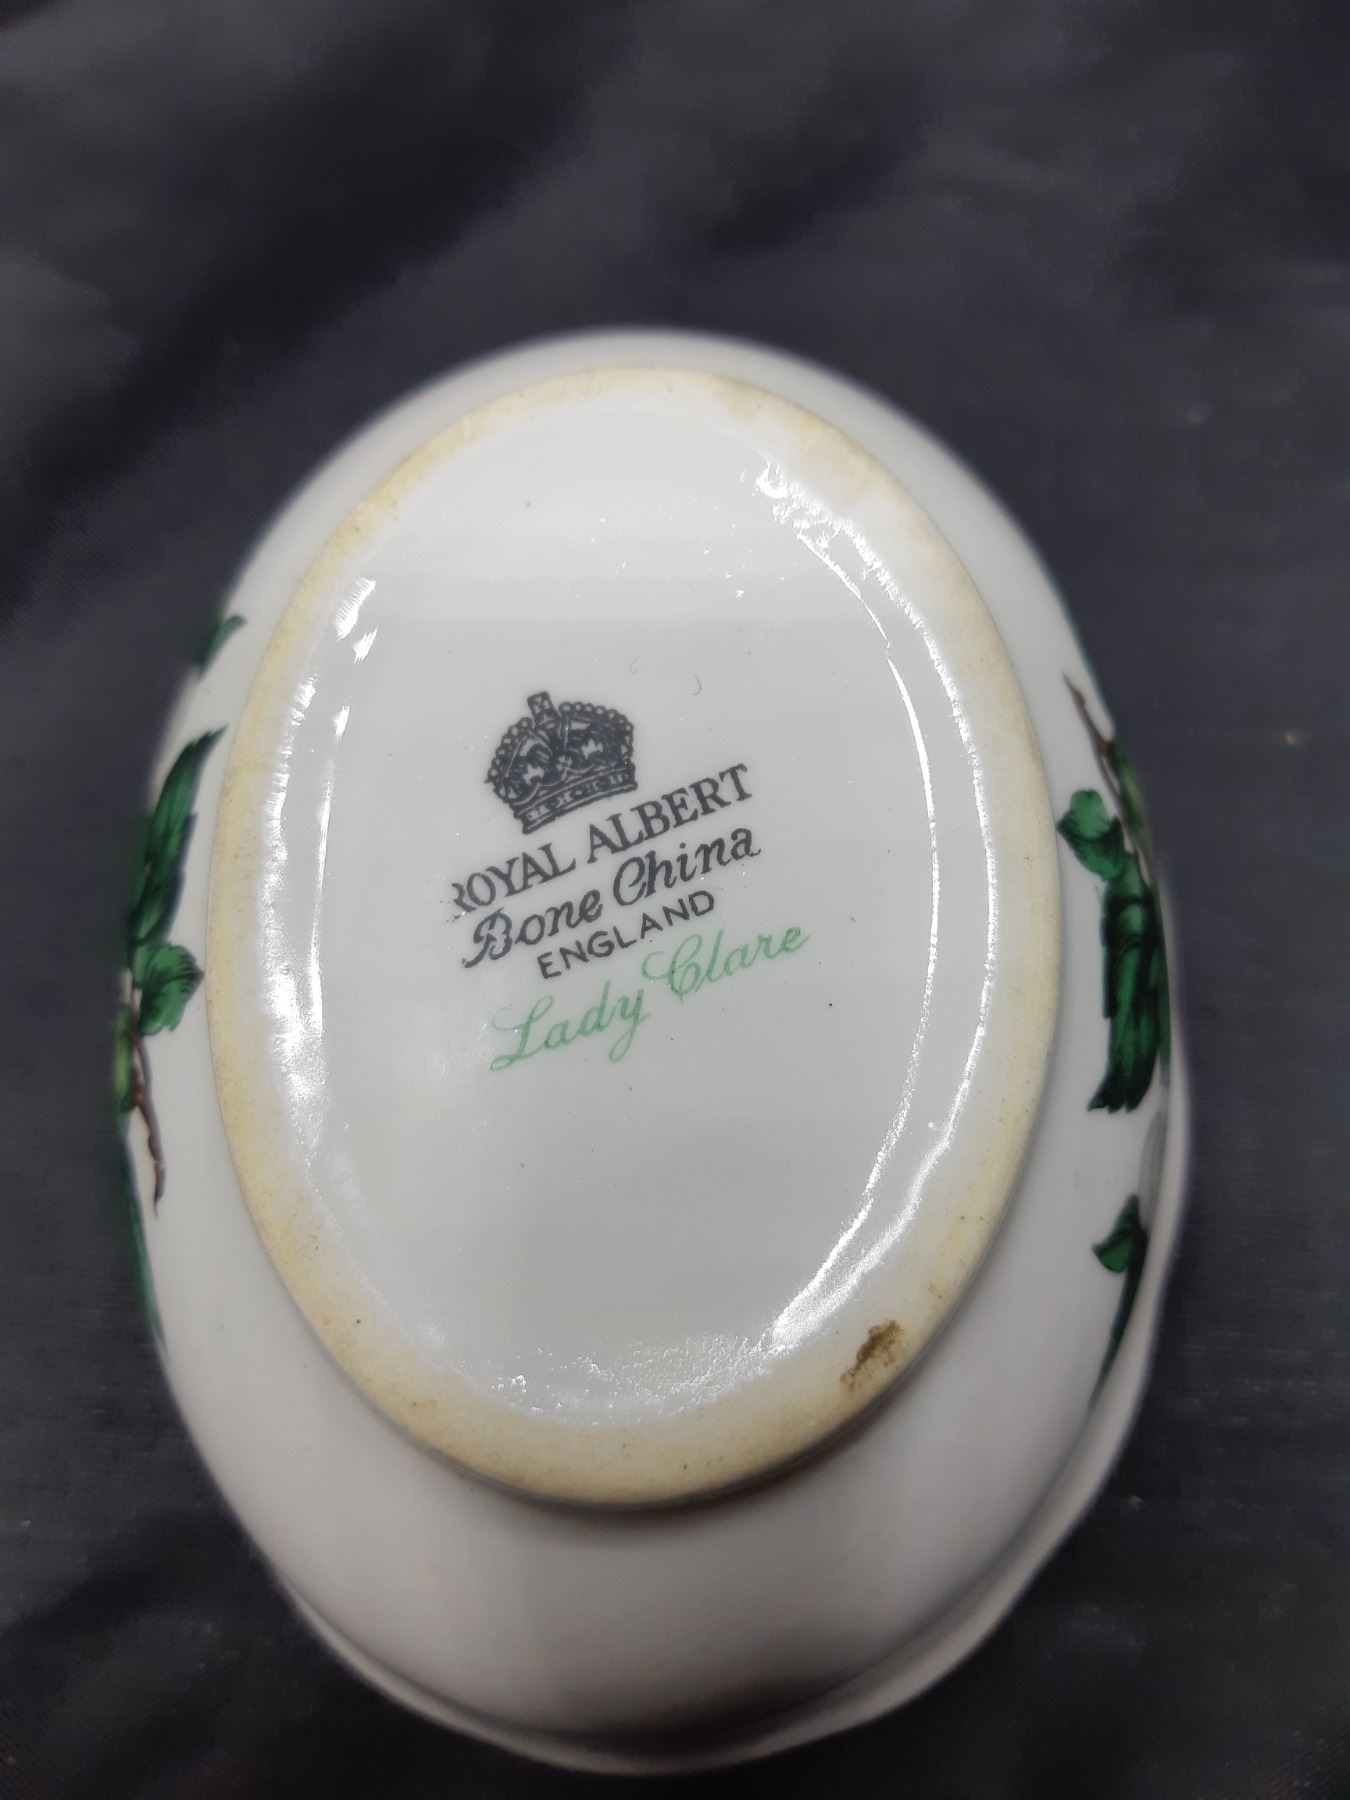 ROYAL ALBERT
Bone China
ENGLAND
Lady Clare